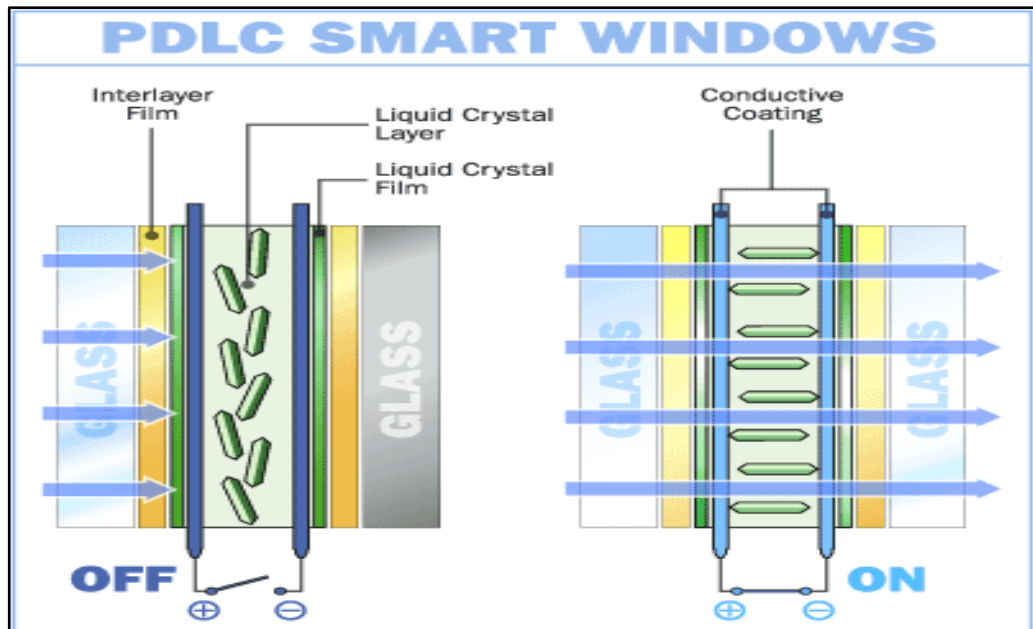 PDLC SMART WINDOWS
Interlayer
Film
Liquid Crystal
Layer
Liquid Crystal
Film
Conductive
Coating
GLASS
GLASS
GLASS
GLASS
OFF
+
−
ON
+
−